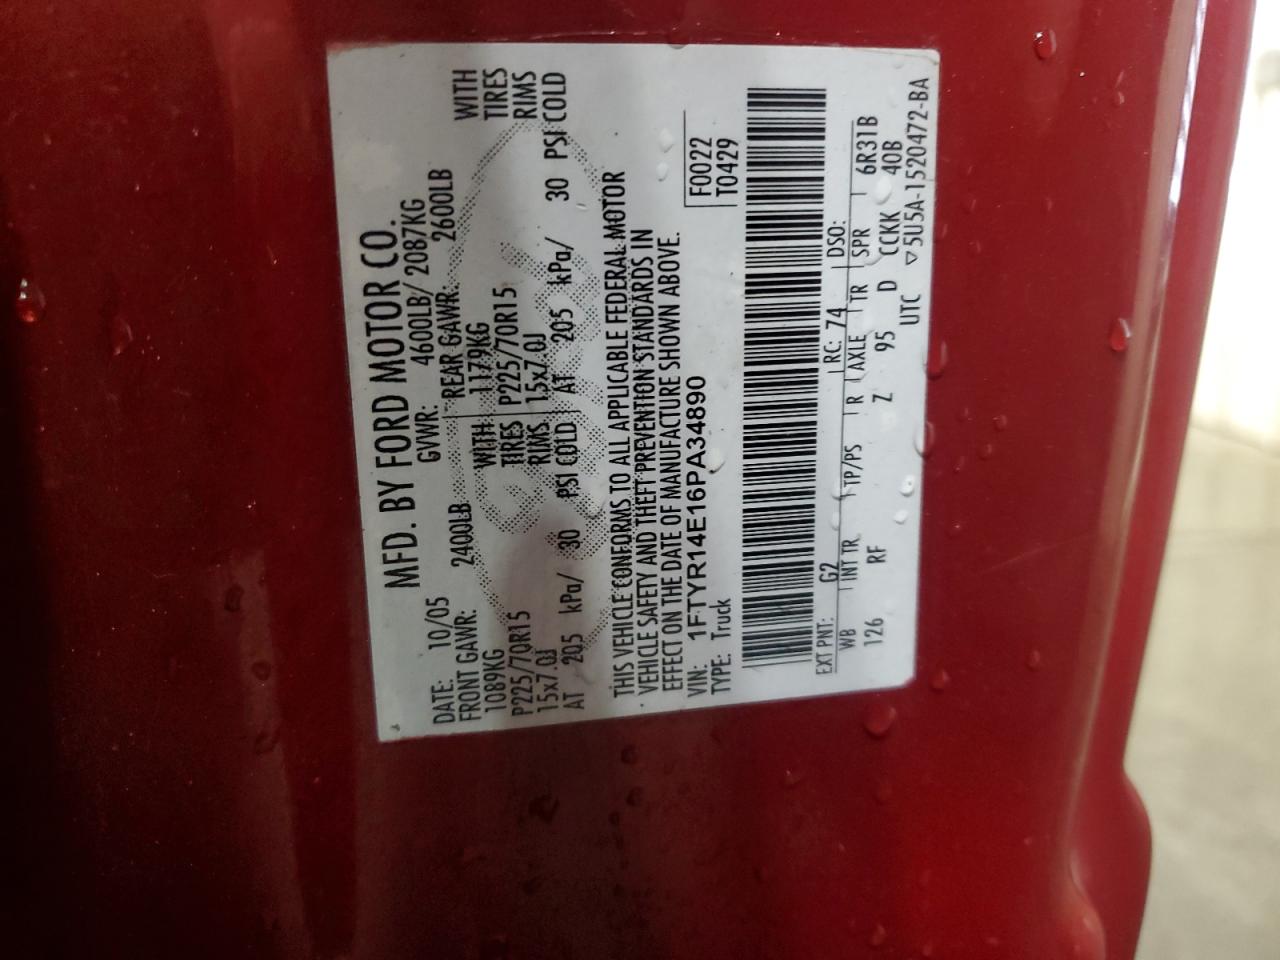 MFD. BY FORD MOTOR CO.
DATE: 10/05 GVWR: 4600LB/ 2087KG
FRONT GAWR: 2400LB REAR GAWR: 2600LB
1089KG WITH 1179KG WITH
P225/70R15 TIRES P225/70R15 TIRES
15x7.0J RIMS 15x7.0J RIMS
AT 205 kPa/ 30 PSI COLD AT 205 kPa/ 30 PSI COLD
THIS VEHICLE CONFORMS TO ALL APPLICABLE FEDERAL MOTOR
VEHICLE SAFETY AND THEFT PREVENTION STANDARDS IN
EFFECT ON THE DATE OF MANUFACTURE SHOWN ABOVE.
VIN: 1FTYR14E16PA34890 F0022
TYPE: Truck T0429
EXT PNT: G2 RC: 74 DSO:
WB INT TR TP/PS R AXLE TR SPR 6R31B
126 RF Z 95 D CCKK 40B
UTC ▽5U5A-1520472-BA